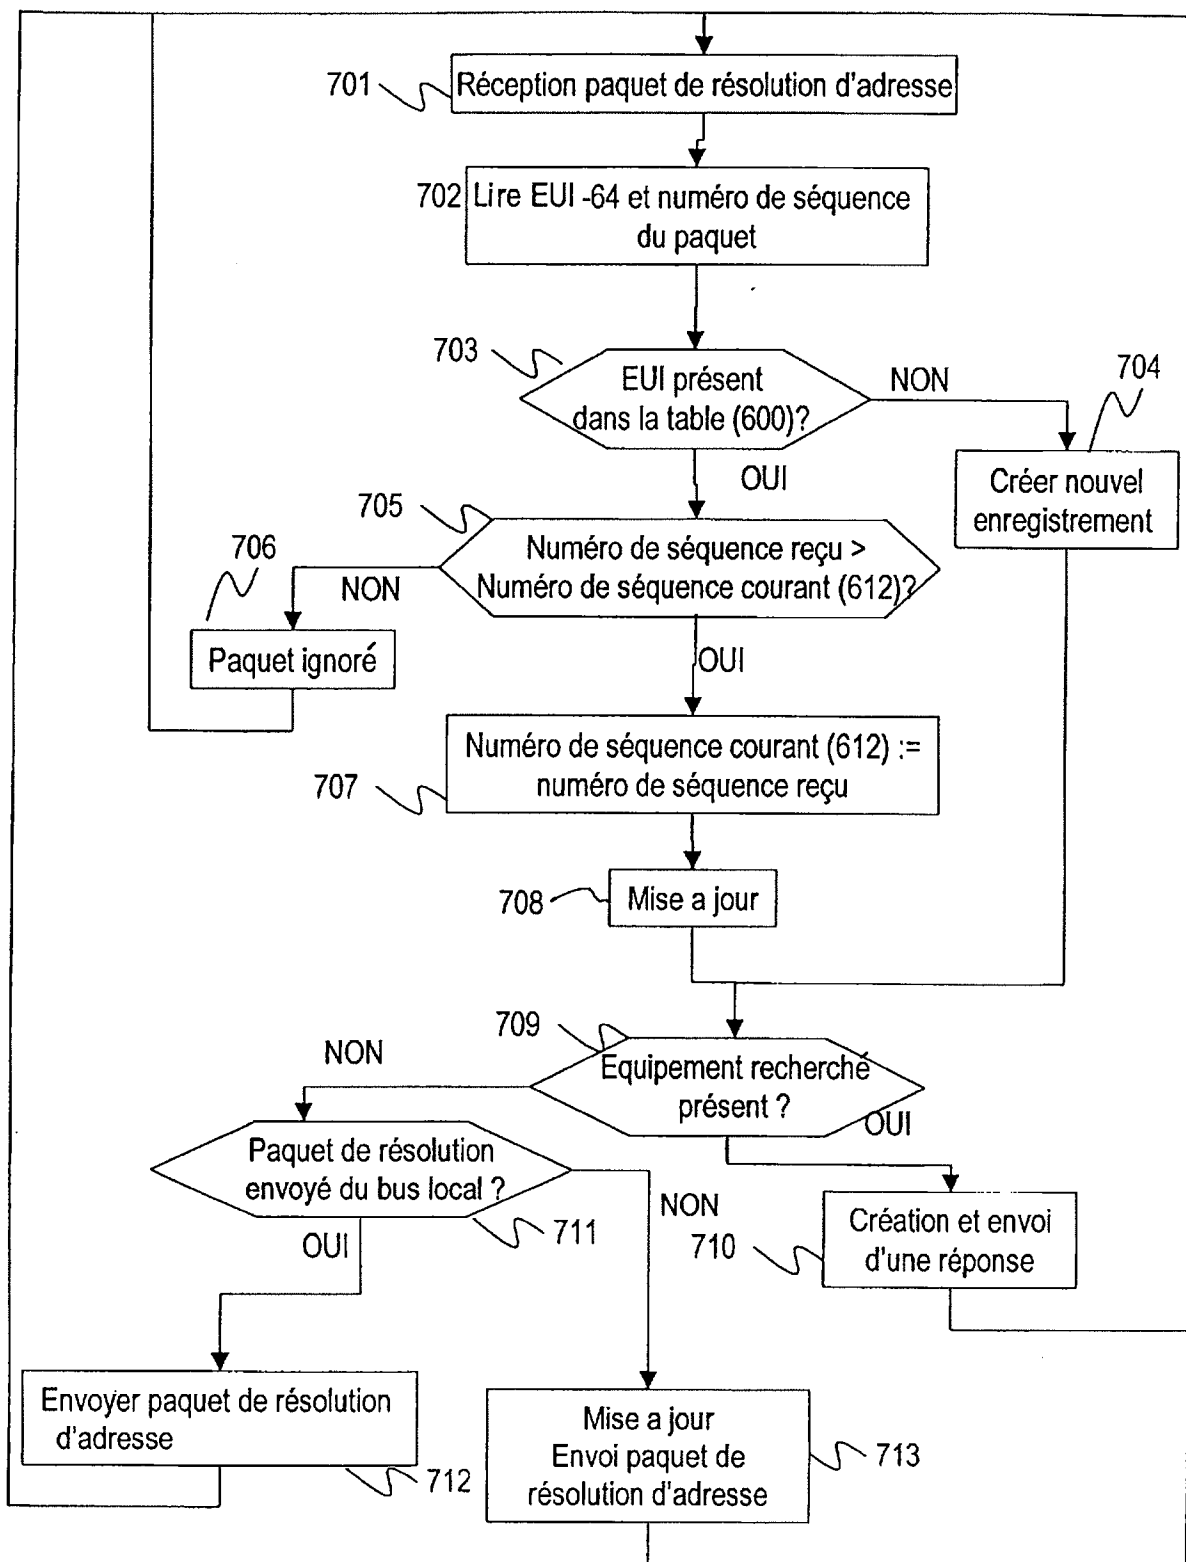 701
Réception paquet de résolution d'adresse
702
Lire EUI -64 et numéro de séquence
du paquet
703
EUI présent
dans la table (600)?
NON
704
OUI
Créer nouvel
enregistrement
705
Numéro de séquence reçu >
Numéro de séquence courant (612)?
706
NON
Paquet ignoré
OUI
Numéro de séquence courant (612) :=
numéro de séquence reçu
707
708
Mise a jour
709
NON
Equipement recherché
présent ?
OUI
Paquet de résolution
envoyé du bus local ?
711
NON
OUI
710
Création et envoi
d'une réponse
Envoyer paquet de résolution
d'adresse
712
Mise a jour
Envoi paquet de
résolution d'adresse
713